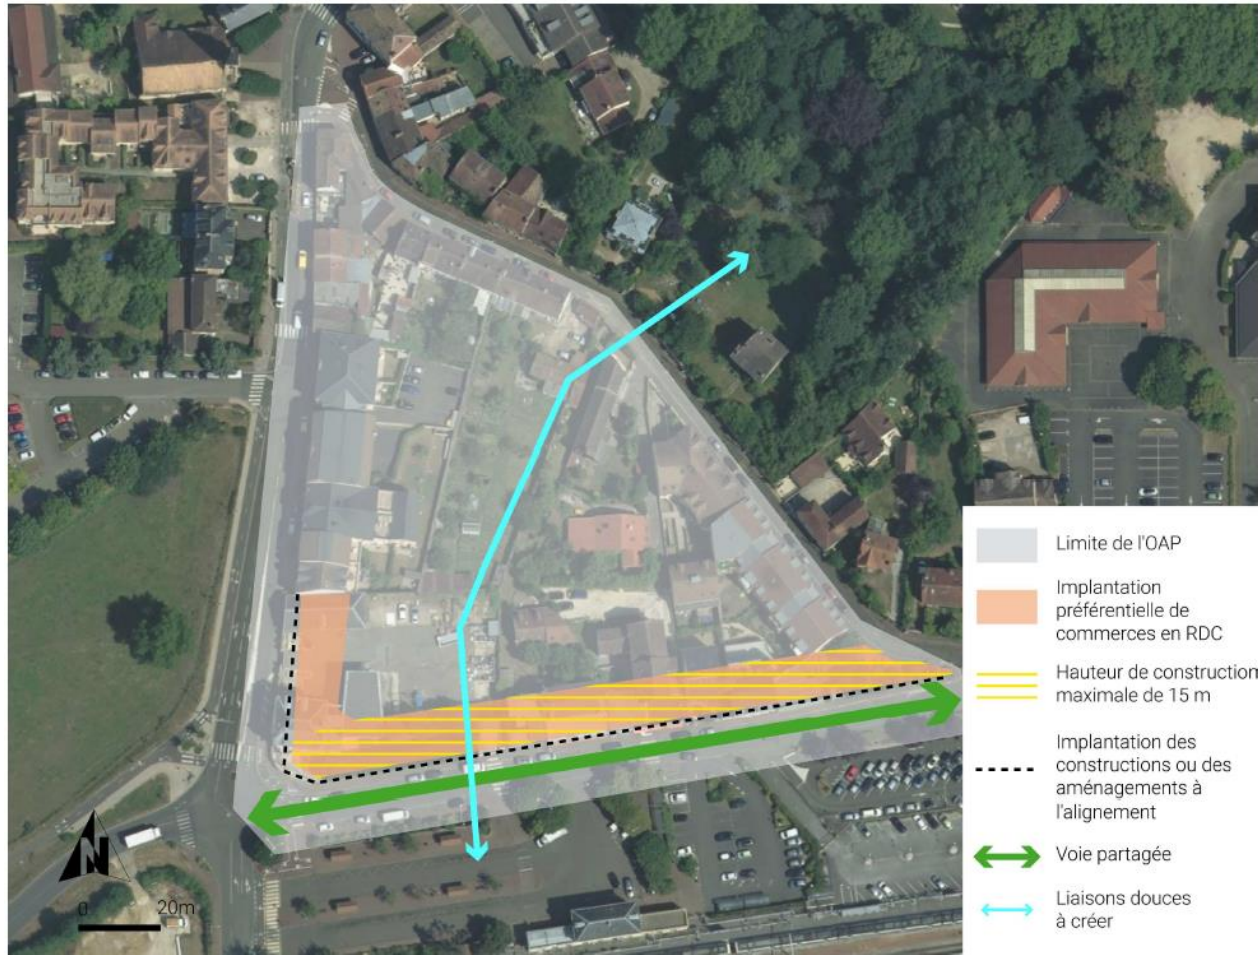 Limite de l'OAP
Implantation
préférentielle de
commerces en RDC
Hauteur de construction
maximale de 15 m
Implantation des
constructions ou des
aménagements à
l'alignement
Voie partagée
Liaisons douces
à créer
N
0 20m